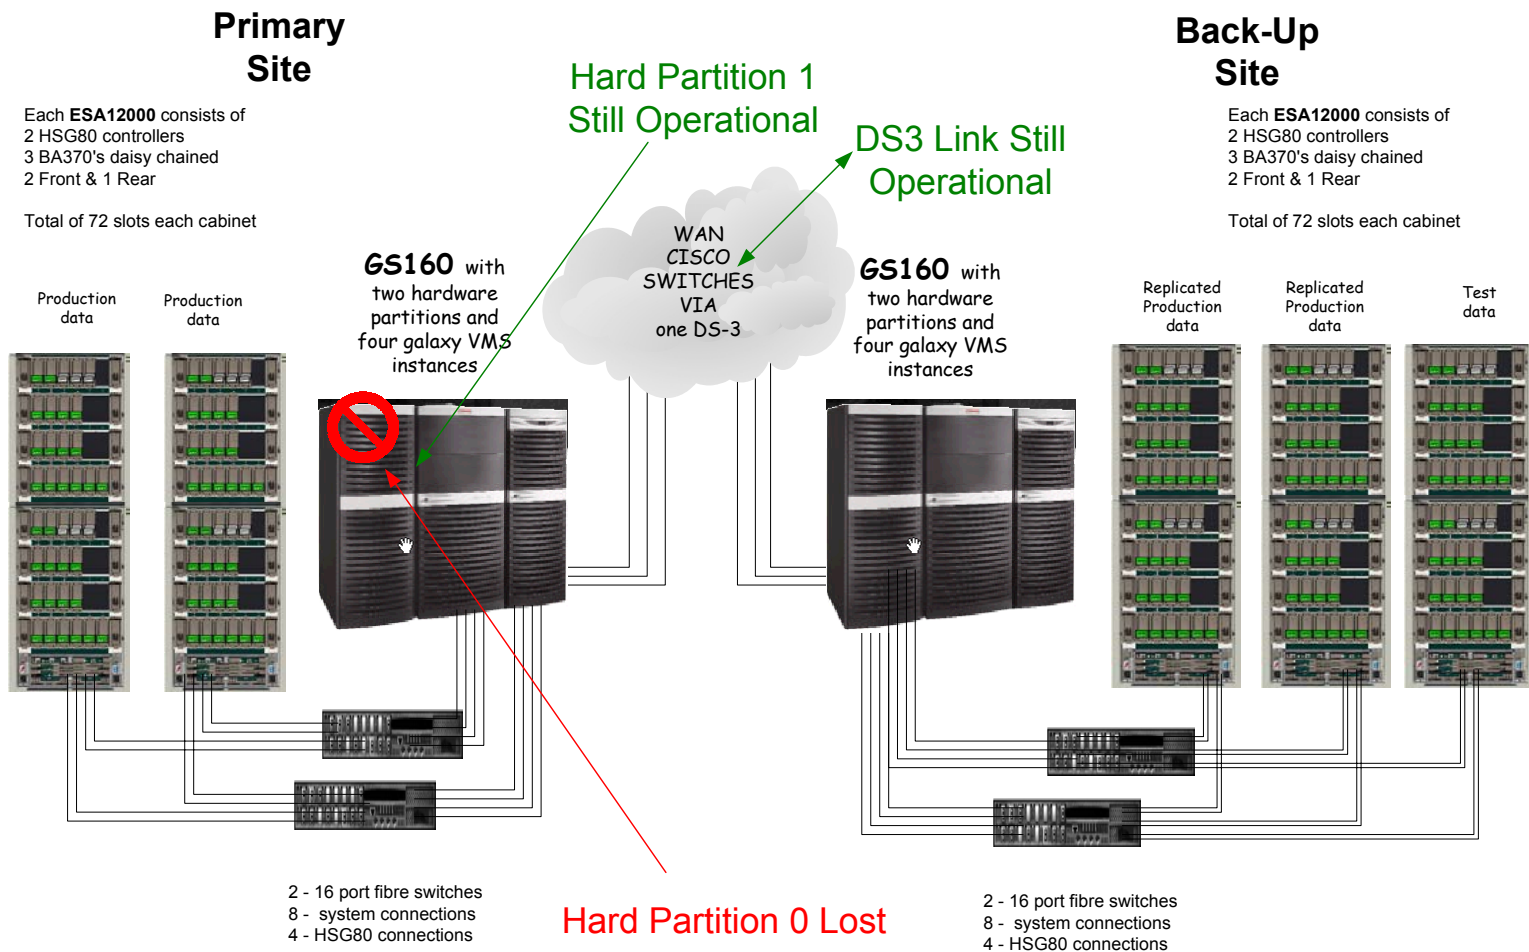 Primary
Site
Back-Up
Site
Each ESA12000 consists of
2 HSG80 controllers
3 BA370's daisy chained
2 Front & 1 Rear
Total of 72 slots each cabinet
Hard Partition 1
Still Operational
DS3 Link Still
Operational
Each ESA12000 consists of
2 HSG80 controllers
3 BA370's daisy chained
2 Front & 1 Rear
Total of 72 slots each cabinet
WAN
CISCO
SWITCHES
VIA
one DS-3
GS160 with
two hardware
partitions and
four galaxy VMS
instances
GS160 with
two hardware
partitions and
four galaxy VMS
instances
Production
data
Production
data
Replicated
Production
data
Replicated
Production
data
Test
data
2 - 16 port fibre switches
8 - system connections
4 - HSG80 connections
Hard Partition 0 Lost
2 - 16 port fibre switches
8 - system connections
4 - HSG80 connections